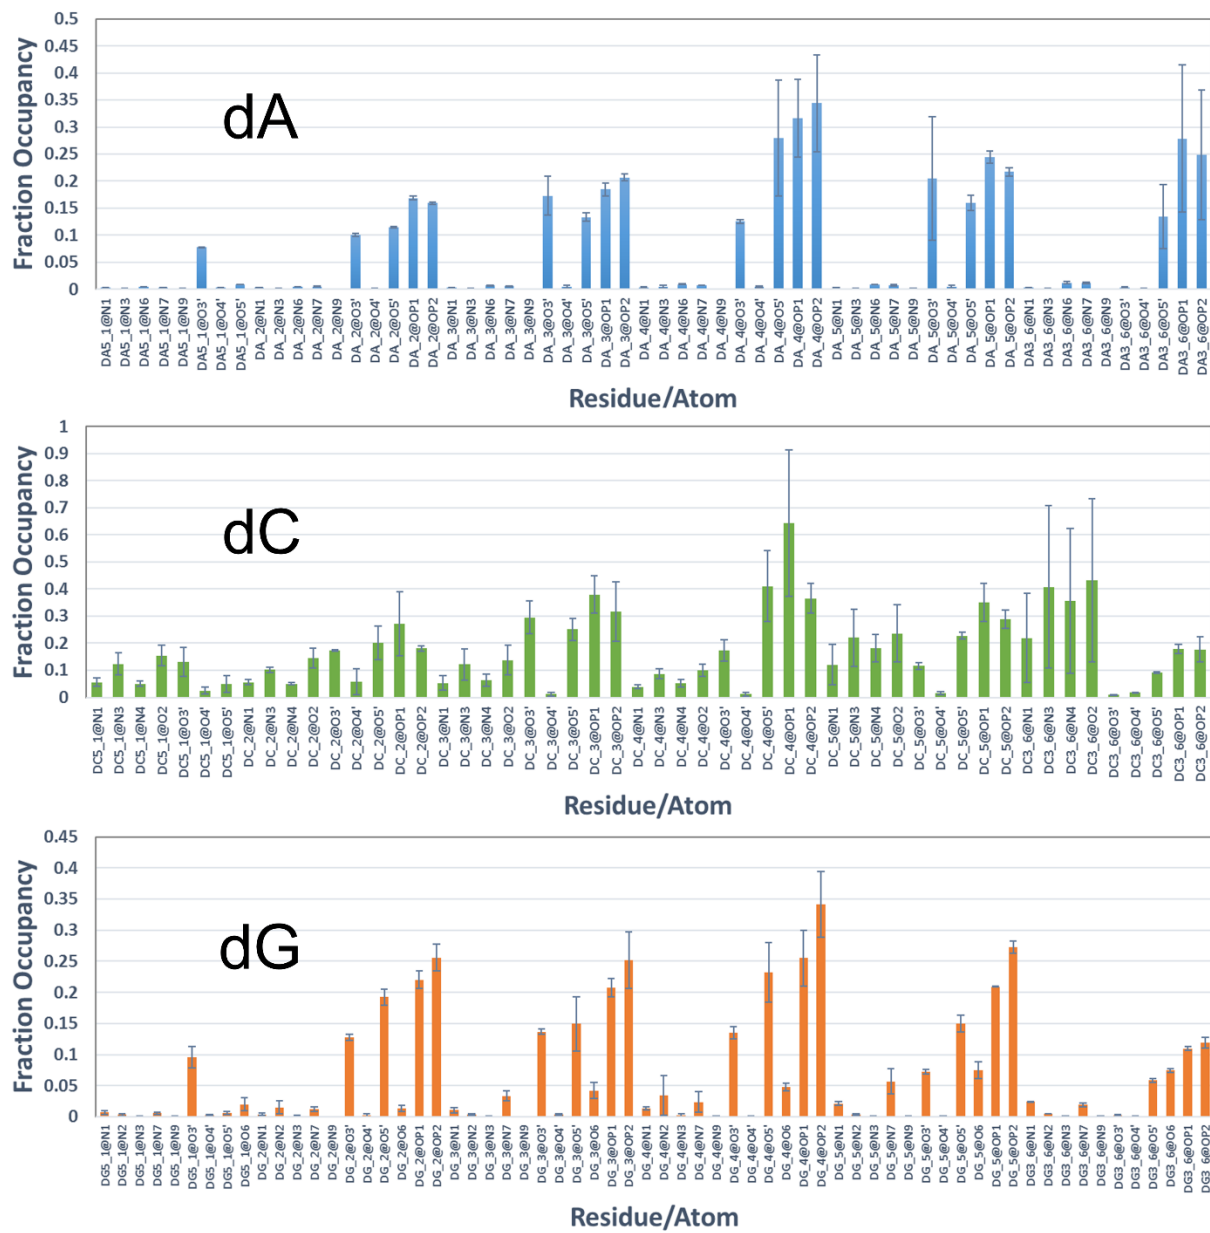 0.5
0.45
0.4
0.35
0.3
0.25
0.2
0.15
0.1
0.05
0
Fraction Occupancy
dA
DA5_1@N1
DA5_1@N3
DA5_1@N6
DA5_1@N7
DA5_1@N9
DA5_1@O3'
DA5_1@O4'
DA5_1@O5'
DA_2@N1
DA_2@N3
DA_2@N6
DA_2@N7
DA_2@N9
DA_2@O3'
DA_2@O4'
DA_2@O5'
DA_2@OP1
DA_2@OP2
DA_3@N1
DA_3@N3
DA_3@N6
DA_3@N7
DA_3@N9
DA_3@O3'
DA_3@O4'
DA_3@O5'
DA_3@OP1
DA_3@OP2
DA_4@N1
DA_4@N3
DA_4@N6
DA_4@N7
DA_4@N9
DA_4@O3'
DA_4@O4'
DA_4@O5'
DA_4@OP1
DA_4@OP2
DA_5@N1
DA_5@N3
DA_5@N6
DA_5@N7
DA_5@N9
DA_5@O3'
DA_5@O4'
DA_5@O5'
DA_5@OP1
DA_5@OP2
DA3_6@N1
DA3_6@N3
DA3_6@N6
DA3_6@N7
DA3_6@N9
DA3_6@O3'
DA3_6@O4'
DA3_6@O5'
DA3_6@OP1
DA3_6@OP2
Residue/Atom
1
0.9
0.8
0.7
0.6
0.5
0.4
0.3
0.2
0.1
0
Fraction Occupancy
dC
DC5_1@N1
DC5_1@N3
DC5_1@N4
DC5_1@O2
DC5_1@O3'
DC5_1@O4'
DC5_1@O5'
DC_2@N1
DC_2@N3
DC_2@N4
DC_2@O2
DC_2@O3'
DC_2@O4'
DC_2@O5'
DC_2@OP1
DC_2@OP2
DC_3@N1
DC_3@N3
DC_3@N4
DC_3@O2
DC_3@O3'
DC_3@O4'
DC_3@O5'
DC_3@OP1
DC_3@OP2
DC_4@N1
DC_4@N3
DC_4@N4
DC_4@O2
DC_4@O3'
DC_4@O4'
DC_4@O5'
DC_4@OP1
DC_4@OP2
DC_5@N1
DC_5@N3
DC_5@N4
DC_5@O2
DC_5@O3'
DC_5@O4'
DC_5@O5'
DC_5@OP1
DC_5@OP2
DC3_6@N1
DC3_6@N3
DC3_6@N4
DC3_6@O2
DC3_6@O3'
DC3_6@O4'
DC3_6@O5'
DC3_6@OP1
DC3_6@OP2
Residue/Atom
0.45
0.4
0.35
0.3
0.25
0.2
0.15
0.1
0.05
0
Fraction Occupancy
dG
DG5_1@N1
DG5_1@N2
DG5_1@N3
DG5_1@N7
DG5_1@N9
DG5_1@O3'
DG5_1@O4'
DG5_1@O5'
DG5_1@O6
DG_2@N1
DG_2@N2
DG_2@N3
DG_2@N7
DG_2@N9
DG_2@O3'
DG_2@O4'
DG_2@O5'
DG_2@O6
DG_2@OP1
DG_2@OP2
DG_3@N1
DG_3@N2
DG_3@N3
DG_3@N7
DG_3@N9
DG_3@O3'
DG_3@O4'
DG_3@O5'
DG_3@O6
DG_3@OP1
DG_3@OP2
DG_4@N1
DG_4@N2
DG_4@N3
DG_4@N7
DG_4@N9
DG_4@O3'
DG_4@O4'
DG_4@O5'
DG_4@O6
DG_4@OP1
DG_4@OP2
DG_5@N1
DG_5@N2
DG_5@N3
DG_5@N7
DG_5@N9
DG_5@O3'
DG_5@O4'
DG_5@O5'
DG_5@O6
DG_5@OP1
DG_5@OP2
DG3_6@N1
DG3_6@N2
DG3_6@N3
DG3_6@N7
DG3_6@N9
DG3_6@O3'
DG3_6@O4'
DG3_6@O5'
DG3_6@O6
DG3_6@OP1
DG3_6@OP2
Residue/Atom